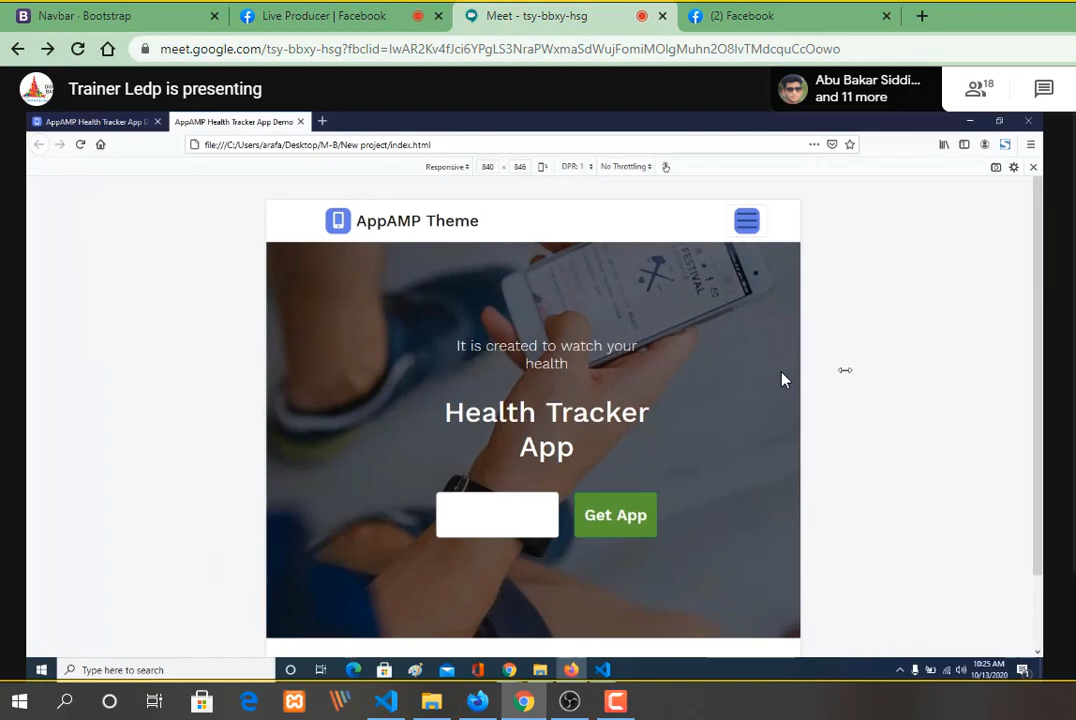 Navbar · Bootstrap
Live Producer | Facebook
Meet - tsy-bbxy-hsg
(2) Facebook
meet.google.com/tsy-bbxy-hsg?fbclid=IwAR2Kv4fJci6YPgLS3NraPWxmaSdWujFomiMOIgMuhn2O8IvTMdcquCcOowo
Trainer Ledp is presenting
Abu Bakar Siddi...
and 11 more
18
AppAMP Health Tracker App D
AppAMP Health Tracker App Demo
file:///C:/Users/arafa/Desktop/M-B/New project/index.html
Responsive
840 × 846
DPR: 1
No Throttling
AppAMP Theme
FESTIVAL
It is created to watch your
health
Health Tracker
App
Get App
Type here to search
10:25 AM
10/13/2020